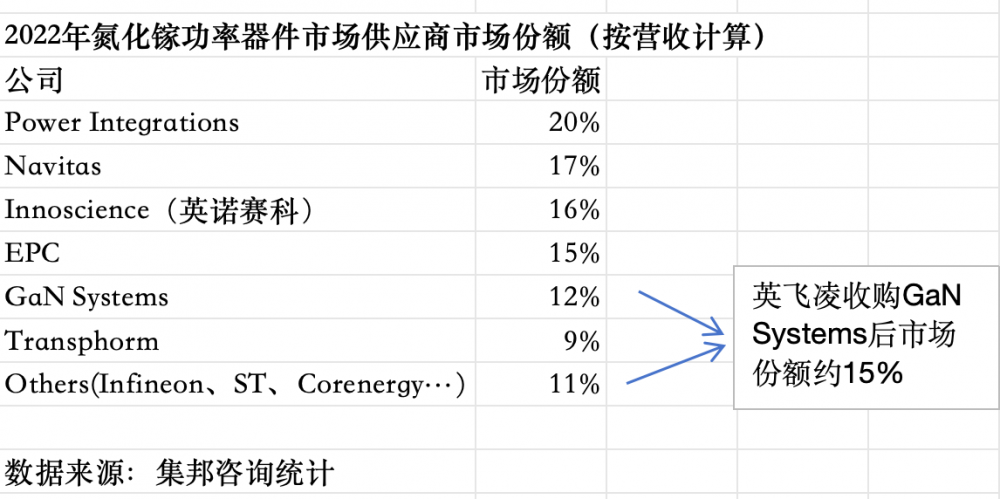 2022年氮化镓功率器件市场供应商市场份额（按营收计算）
公司 市场份额
Power Integrations 20%
Navitas 17%
Innoscience（英诺赛科） 16%
EPC 15%
GaN Systems 12%
Transphorm 9%
Others(Infineon、ST、Corenergy…) 11%
英飞凌收购GaN
Systems后市场
份额约15%
数据来源：集邦咨询统计